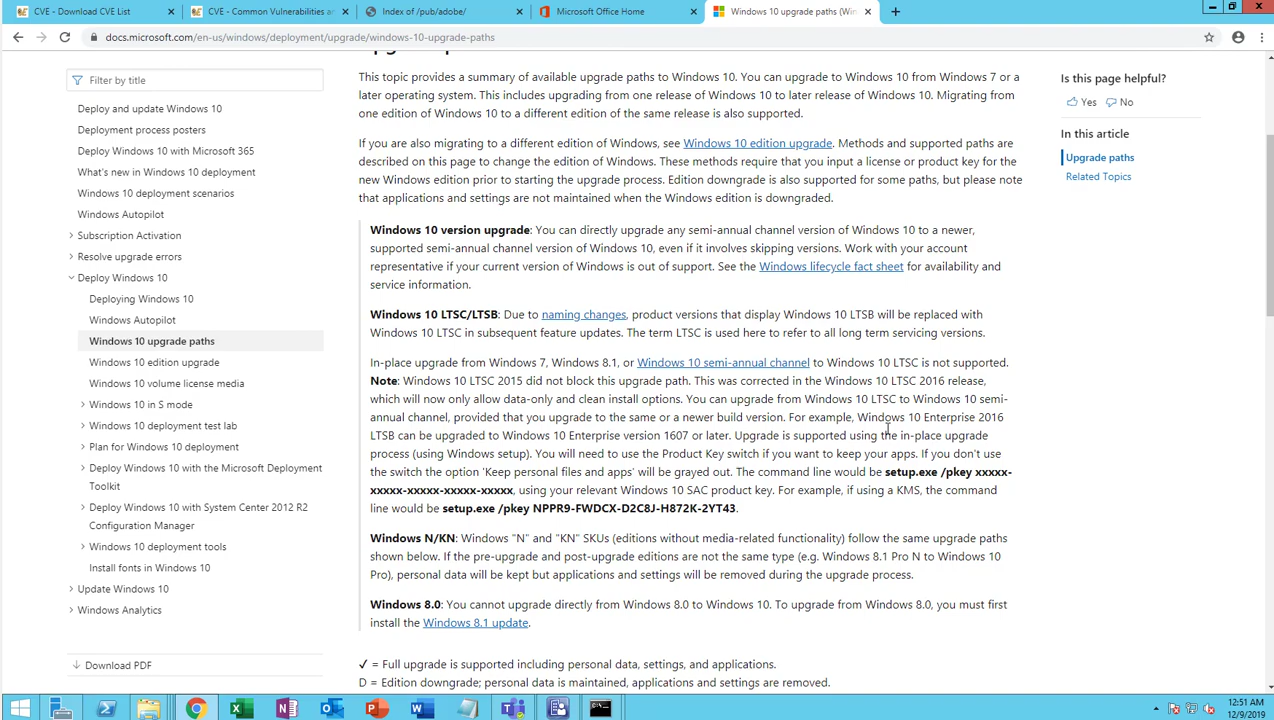 CVE - Download CVE List
CVE - Common Vulnerabilities an
Index of /pub/adobe/
Microsoft Office Home
Windows 10 upgrade paths (Win
docs.microsoft.com/en-us/windows/deployment/upgrade/windows-10-upgrade-paths
Filter by title
Deploy and update Windows 10
Deployment process posters
Deploy Windows 10 with Microsoft 365
What's new in Windows 10 deployment
Windows 10 deployment scenarios
Windows Autopilot
Subscription Activation
Resolve upgrade errors
Deploy Windows 10
Deploying Windows 10
Windows Autopilot
Windows 10 upgrade paths
Windows 10 edition upgrade
Windows 10 volume license media
Windows 10 in S mode
Windows 10 deployment test lab
Plan for Windows 10 deployment
Deploy Windows 10 with the Microsoft Deployment
Toolkit
Deploy Windows 10 with System Center 2012 R2
Configuration Manager
Windows 10 deployment tools
Install fonts in Windows 10
Update Windows 10
Windows Analytics
Download PDF
This topic provides a summary of available upgrade paths to Windows 10. You can upgrade to Windows 10 from Windows 7 or a
later operating system. This includes upgrading from one release of Windows 10 to later release of Windows 10. Migrating from
one edition of Windows 10 to a different edition of the same release is also supported.
If you are also migrating to a different edition of Windows, see Windows 10 edition upgrade. Methods and supported paths are
described on this page to change the edition of Windows. These methods require that you input a license or product key for the
new Windows edition prior to starting the upgrade process. Edition downgrade is also supported for some paths, but please note
that applications and settings are not maintained when the Windows edition is downgraded.
Windows 10 version upgrade: You can directly upgrade any semi-annual channel version of Windows 10 to a newer,
supported semi-annual channel version of Windows 10, even if it involves skipping versions. Work with your account
representative if your current version of Windows is out of support. See the Windows lifecycle fact sheet for availability and
service information.
Windows 10 LTSC/LTSB: Due to naming changes, product versions that display Windows 10 LTSB will be replaced with
Windows 10 LTSC in subsequent feature updates. The term LTSC is used here to refer to all long term servicing versions.
In-place upgrade from Windows 7, Windows 8.1, or Windows 10 semi-annual channel to Windows 10 LTSC is not supported.
Note: Windows 10 LTSC 2015 did not block this upgrade path. This was corrected in the Windows 10 LTSC 2016 release,
which will now only allow data-only and clean install options. You can upgrade from Windows 10 LTSC to Windows 10 semi-
annual channel, provided that you upgrade to the same or a newer build version. For example, Windows 10 Enterprise 2016
LTSB can be upgraded to Windows 10 Enterprise version 1607 or later. Upgrade is supported using the in-place upgrade
process (using Windows setup). You will need to use the Product Key switch if you want to keep your apps. If you don't use
the switch the option 'Keep personal files and apps' will be grayed out. The command line would be setup.exe /pkey xxxxx-
xxxxx-xxxxx-xxxxx-xxxxx, using your relevant Windows 10 SAC product key. For example, if using a KMS, the command
line would be setup.exe /pkey NPPR9-FWDCX-D2C8J-H872K-2YT43.
Windows N/KN: Windows "N" and "KN" SKUs (editions without media-related functionality) follow the same upgrade paths
shown below. If the pre-upgrade and post-upgrade editions are not the same type (e.g. Windows 8.1 Pro N to Windows 10
Pro), personal data will be kept but applications and settings will be removed during the upgrade process.
Windows 8.0: You cannot upgrade directly from Windows 8.0 to Windows 10. To upgrade from Windows 8.0, you must first
install the Windows 8.1 update.
✓ = Full upgrade is supported including personal data, settings, and applications.
D = Edition downgrade; personal data is maintained, applications and settings are removed.
Is this page helpful?
Yes No
In this article
Upgrade paths
Related Topics
12:51 AM
12/9/2019